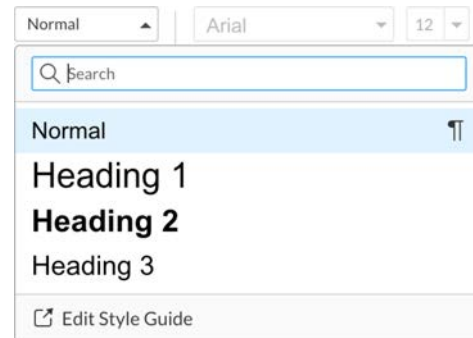 Normal Arial 12
Search
Normal ¶
Heading 1
Heading 2
Heading 3
Edit Style Guide